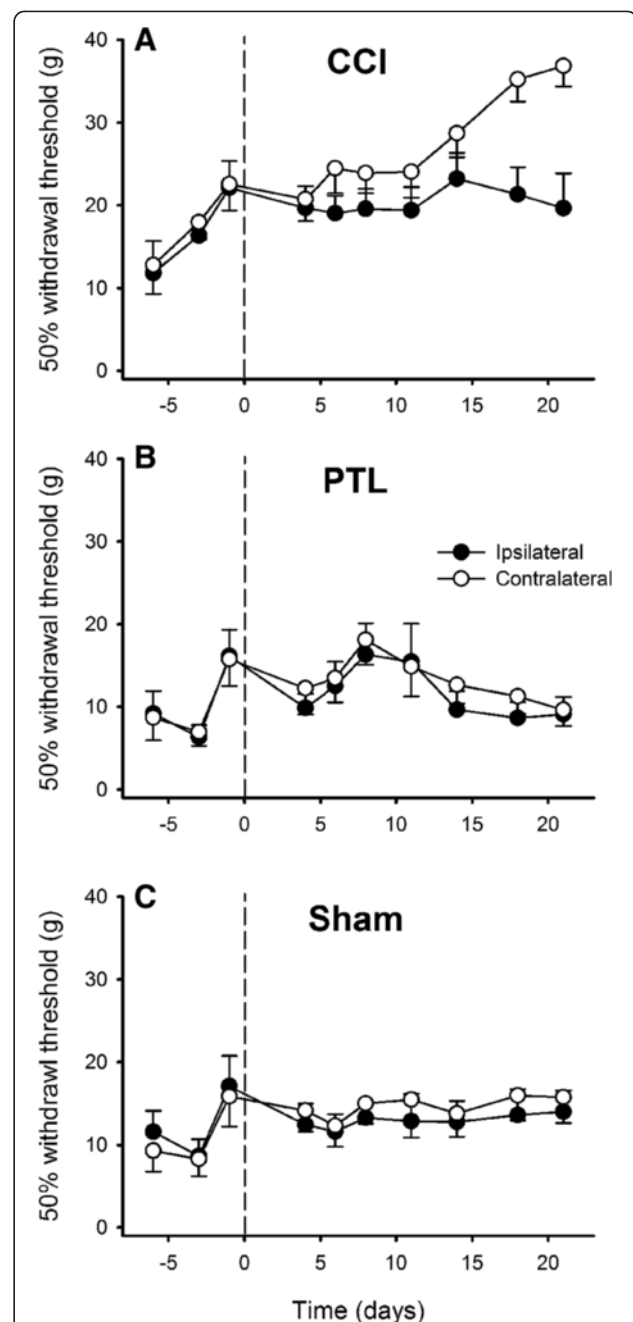 A
CCI
50% withdrawal threshold (g)
40
30
20
10
0
-5 0 5 10 15 20
B
PTL
50% withdrawal threshold (g)
40
30
20
10
0
Ipsilateral
Contralateral
-5 0 5 10 15 20
C
Sham
50% withdrawl threshold (g)
40
30
20
10
0
-5 0 5 10 15 20
Time (days)